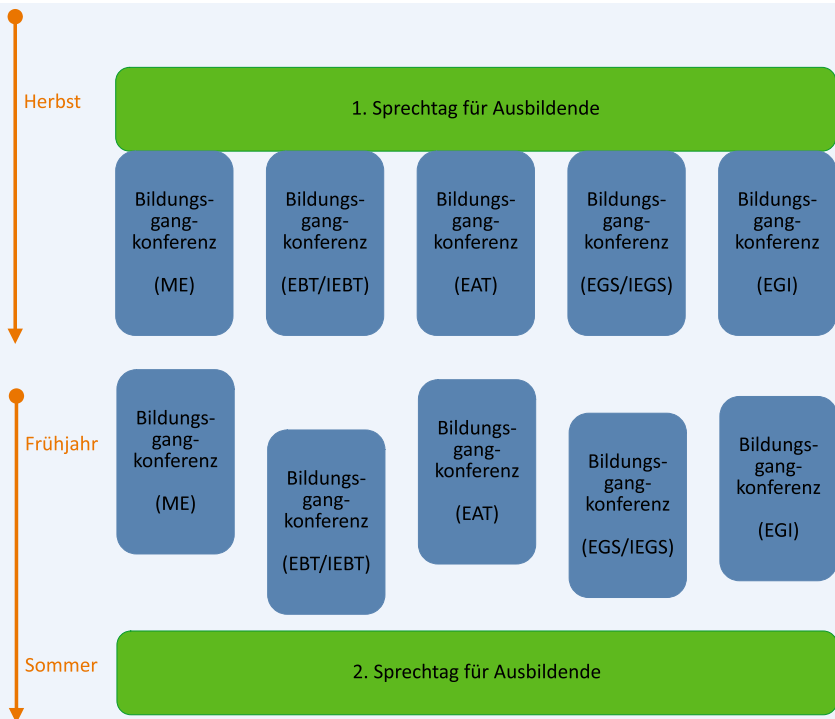 Herbst
1. Sprechtag für Ausbildende
Bildungs-
gang-
konferenz
(ME)
Bildungs-
gang-
konferenz
(EBT/IEBT)
Bildungs-
gang-
konferenz
(EAT)
Bildungs-
gang-
konferenz
(EGS/IEGS)
Bildungs-
gang-
konferenz
(EGI)
Frühjahr
Bildungs-
gang-
konferenz
(ME)
Bildungs-
gang-
konferenz
(EBT/IEBT)
Bildungs-
gang-
konferenz
(EAT)
Bildungs-
gang-
konferenz
(EGS/IEGS)
Bildungs-
gang-
konferenz
(EGI)
Sommer
2. Sprechtag für Ausbildende